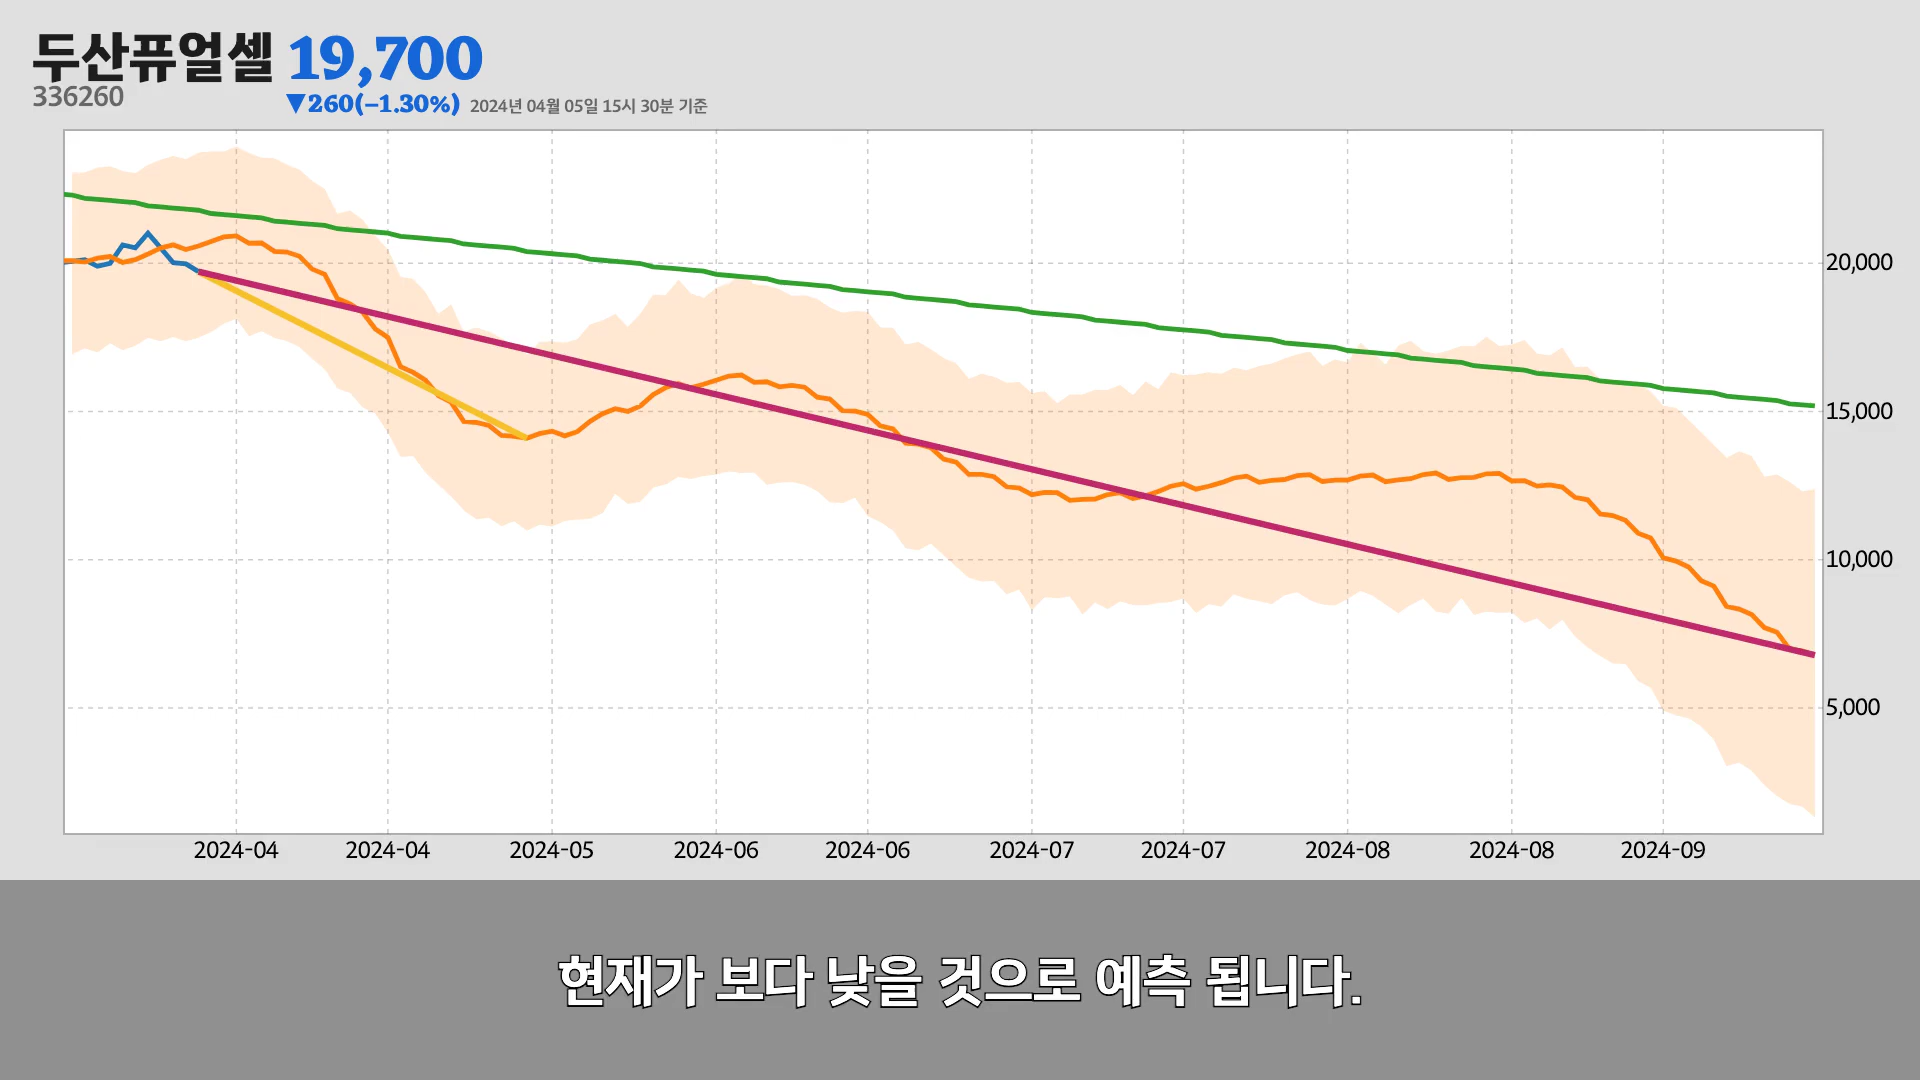 두산퓨얼셀 19,700
336260
▼260(−1.30%) 2024년 04월 05일 15시 30분 기준
20,000
15,000
10,000
5,000
2024-04 2024-04 2024-05 2024-06 2024-06 2024-07 2024-07 2024-08 2024-08 2024-09
현재가 보다 낮을 것으로 예측 됩니다.